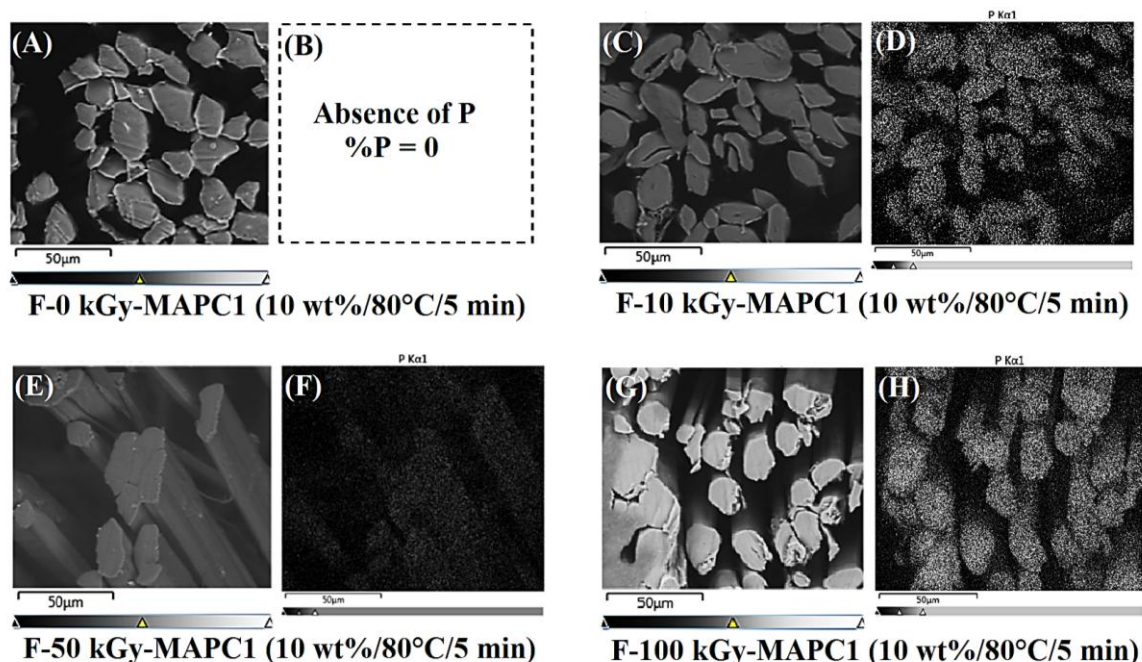 (A)
(B)
Absence of P
%P = 0
50μm
F-0 kGy-MAPC1 (10 wt%/80°C/5 min)
P Kα1
(C)
(D)
50μm
50μm
F-10 kGy-MAPC1 (10 wt%/80°C/5 min)
P Kα1
(E)
(F)
50μm
50μm
F-50 kGy-MAPC1 (10 wt%/80°C/5 min)
P Kα1
(G)
(H)
50μm
50μm
F-100 kGy-MAPC1 (10 wt%/80°C/5 min)